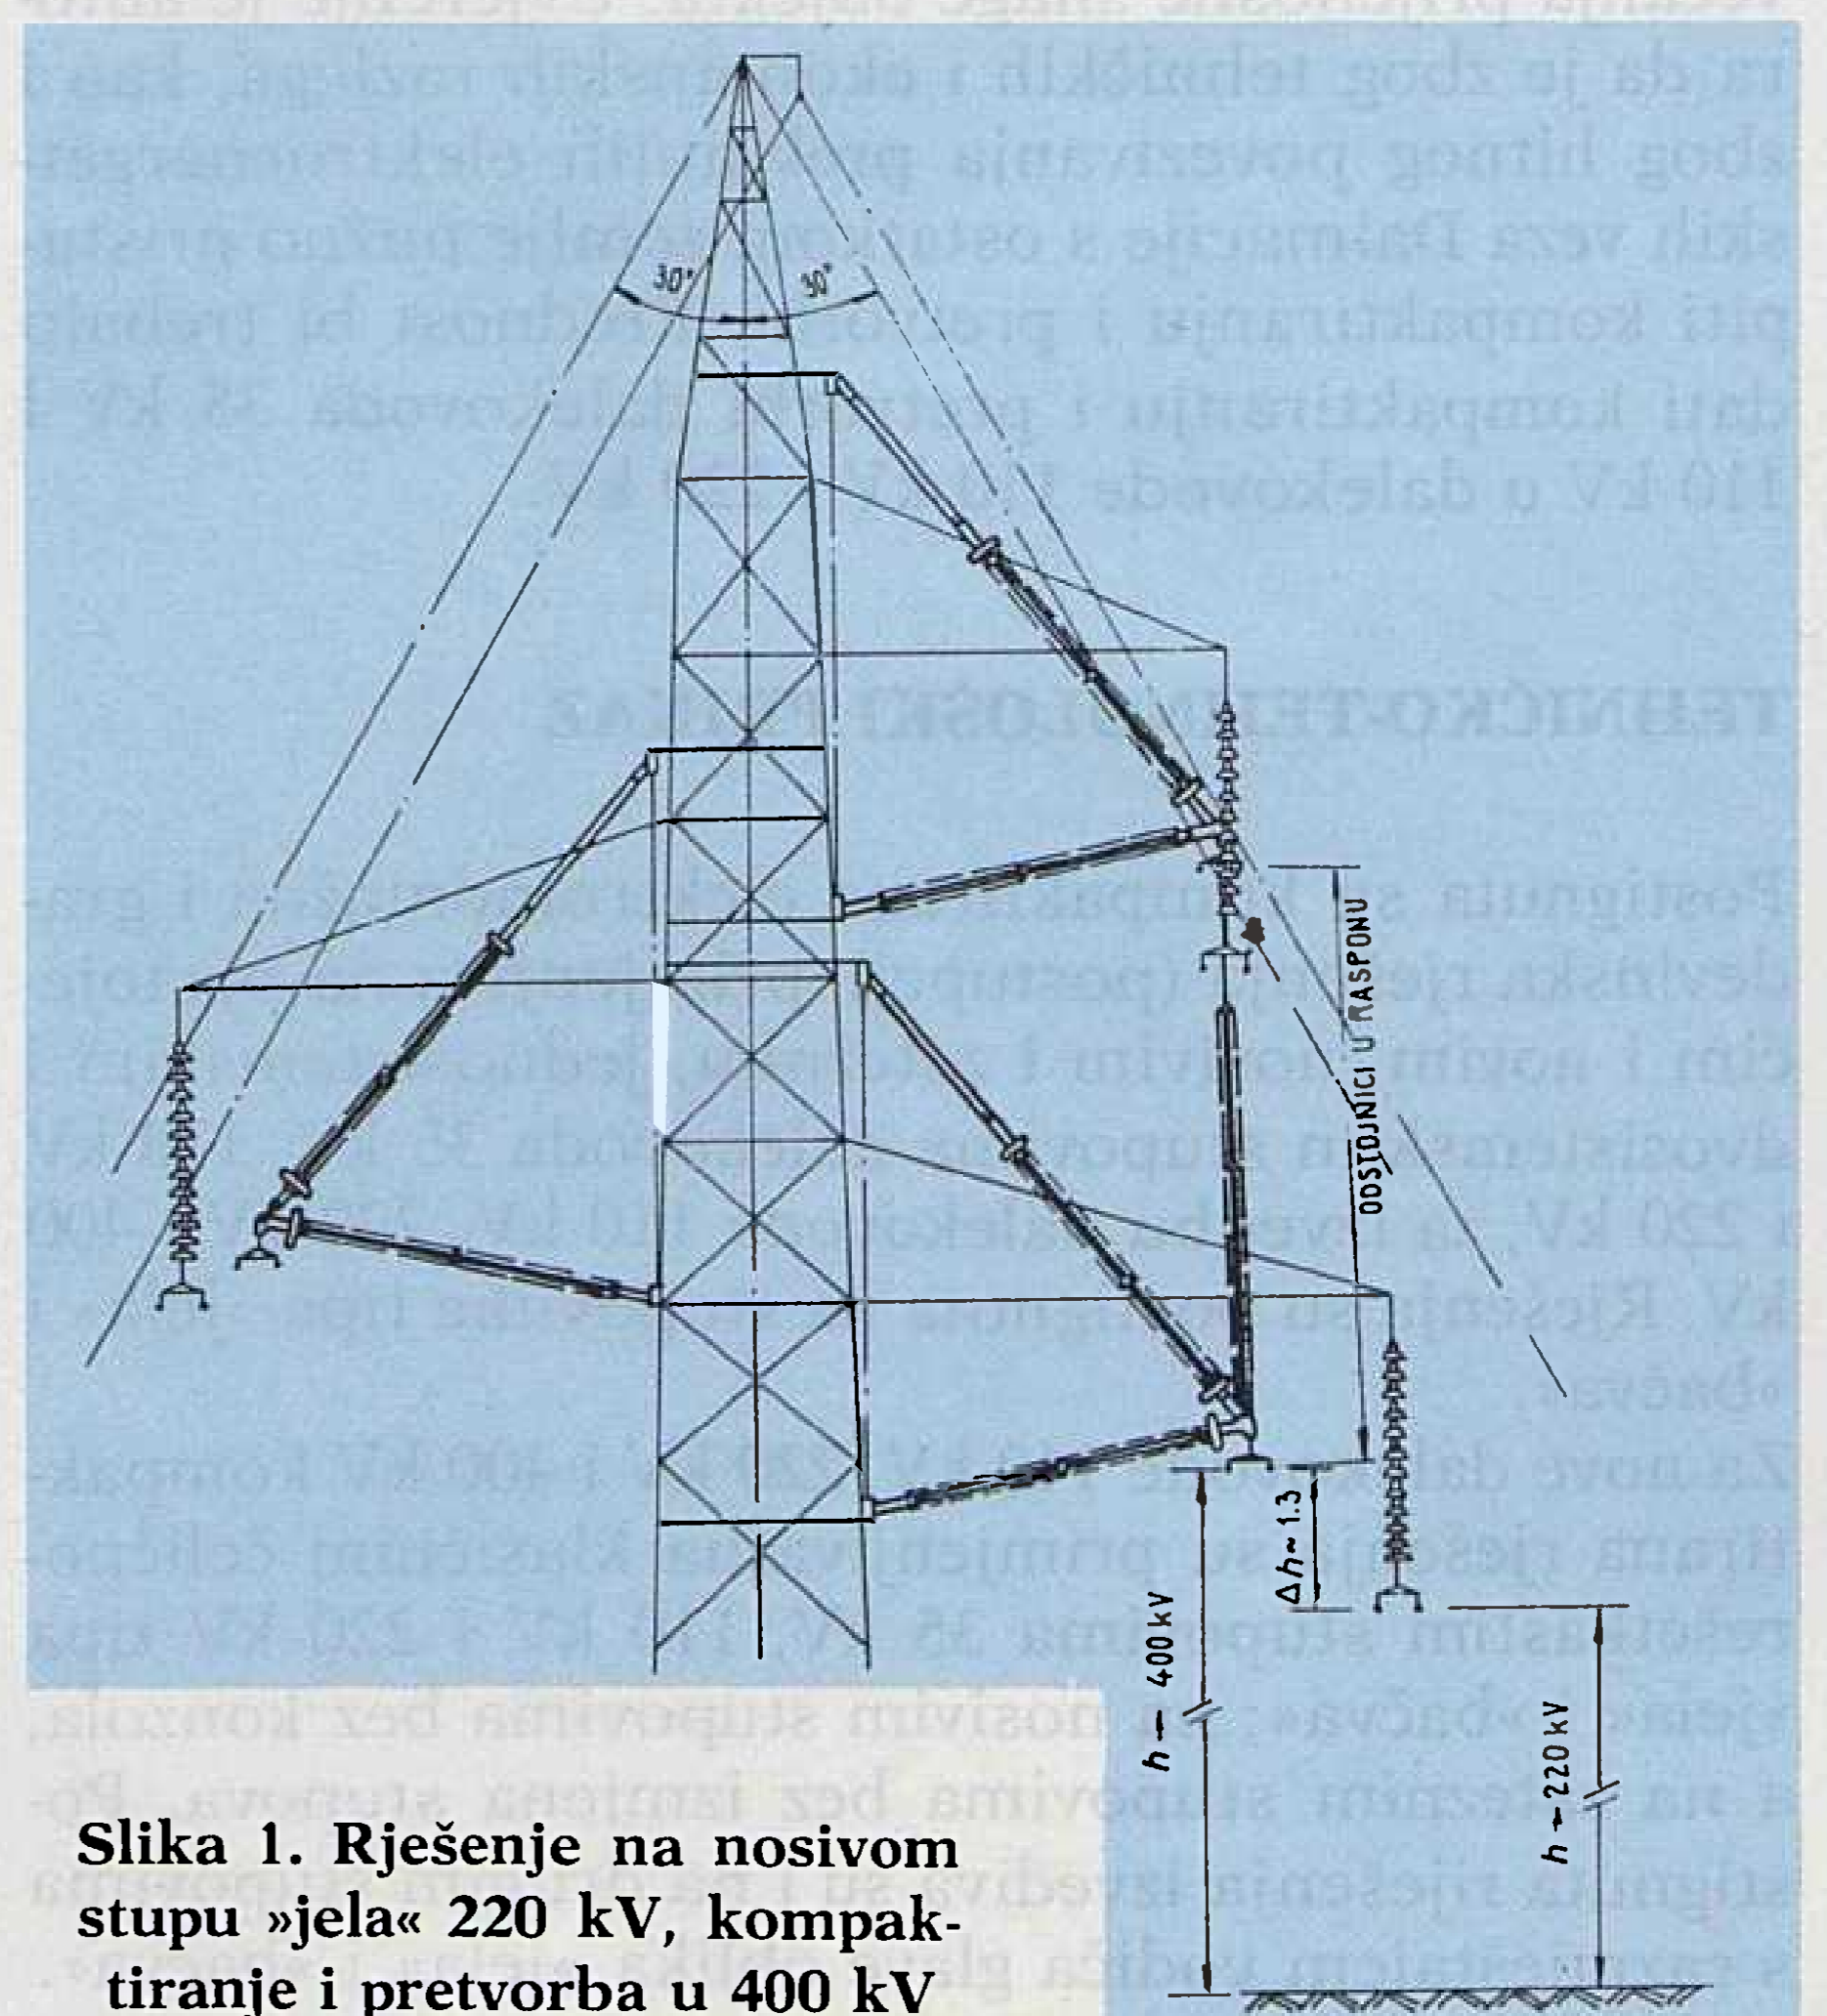 30°
30°
ODSTOJNICI U RASPONU
Δh~1.3
h – 400 kV
h – 220 kV
Slika 1. Rješenje na nosivom
stupu »jela« 220 kV, kompak-
tiranje i pretvorba u 400 kV